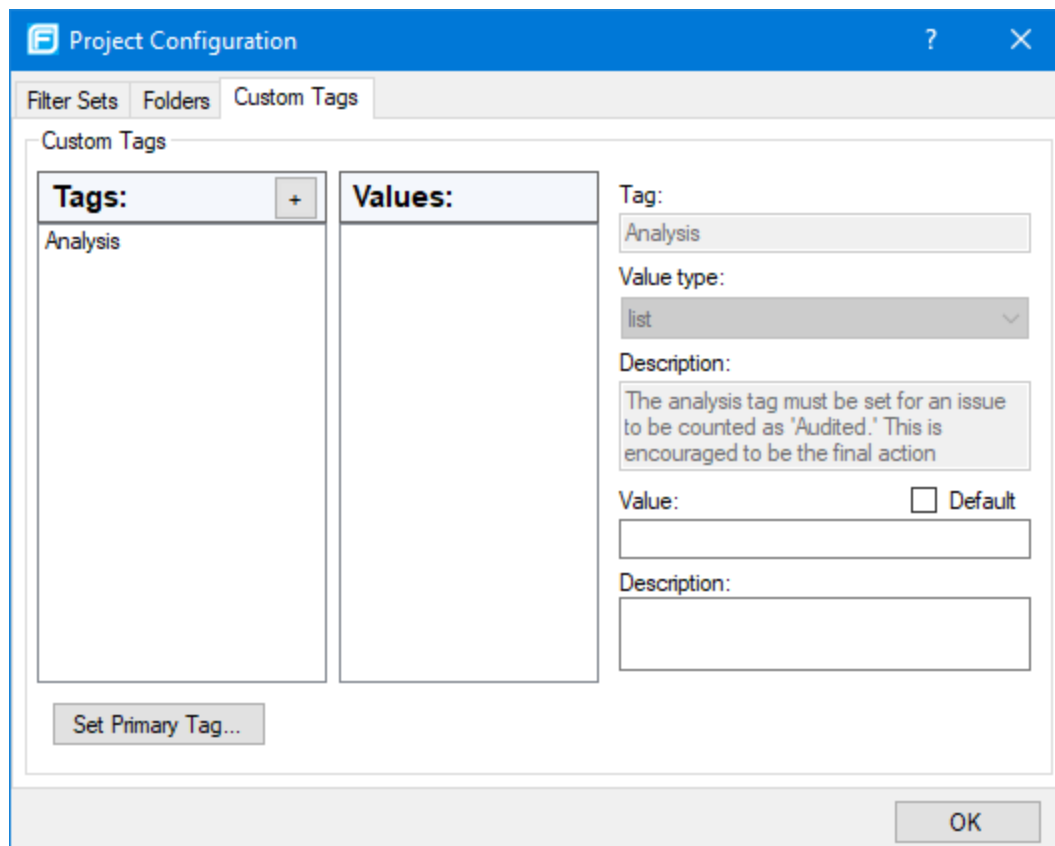 Project Configuration
?
Filter Sets
Folders
Custom Tags
Custom Tags
Tags:
+
Values:
Analysis
Tag:
Analysis
Value type:
list
Description:
The analysis tag must be set for an issue
to be counted as 'Audited.' This is
encouraged to be the final action
Value:
Default
Description:
Set Primary Tag...
OK